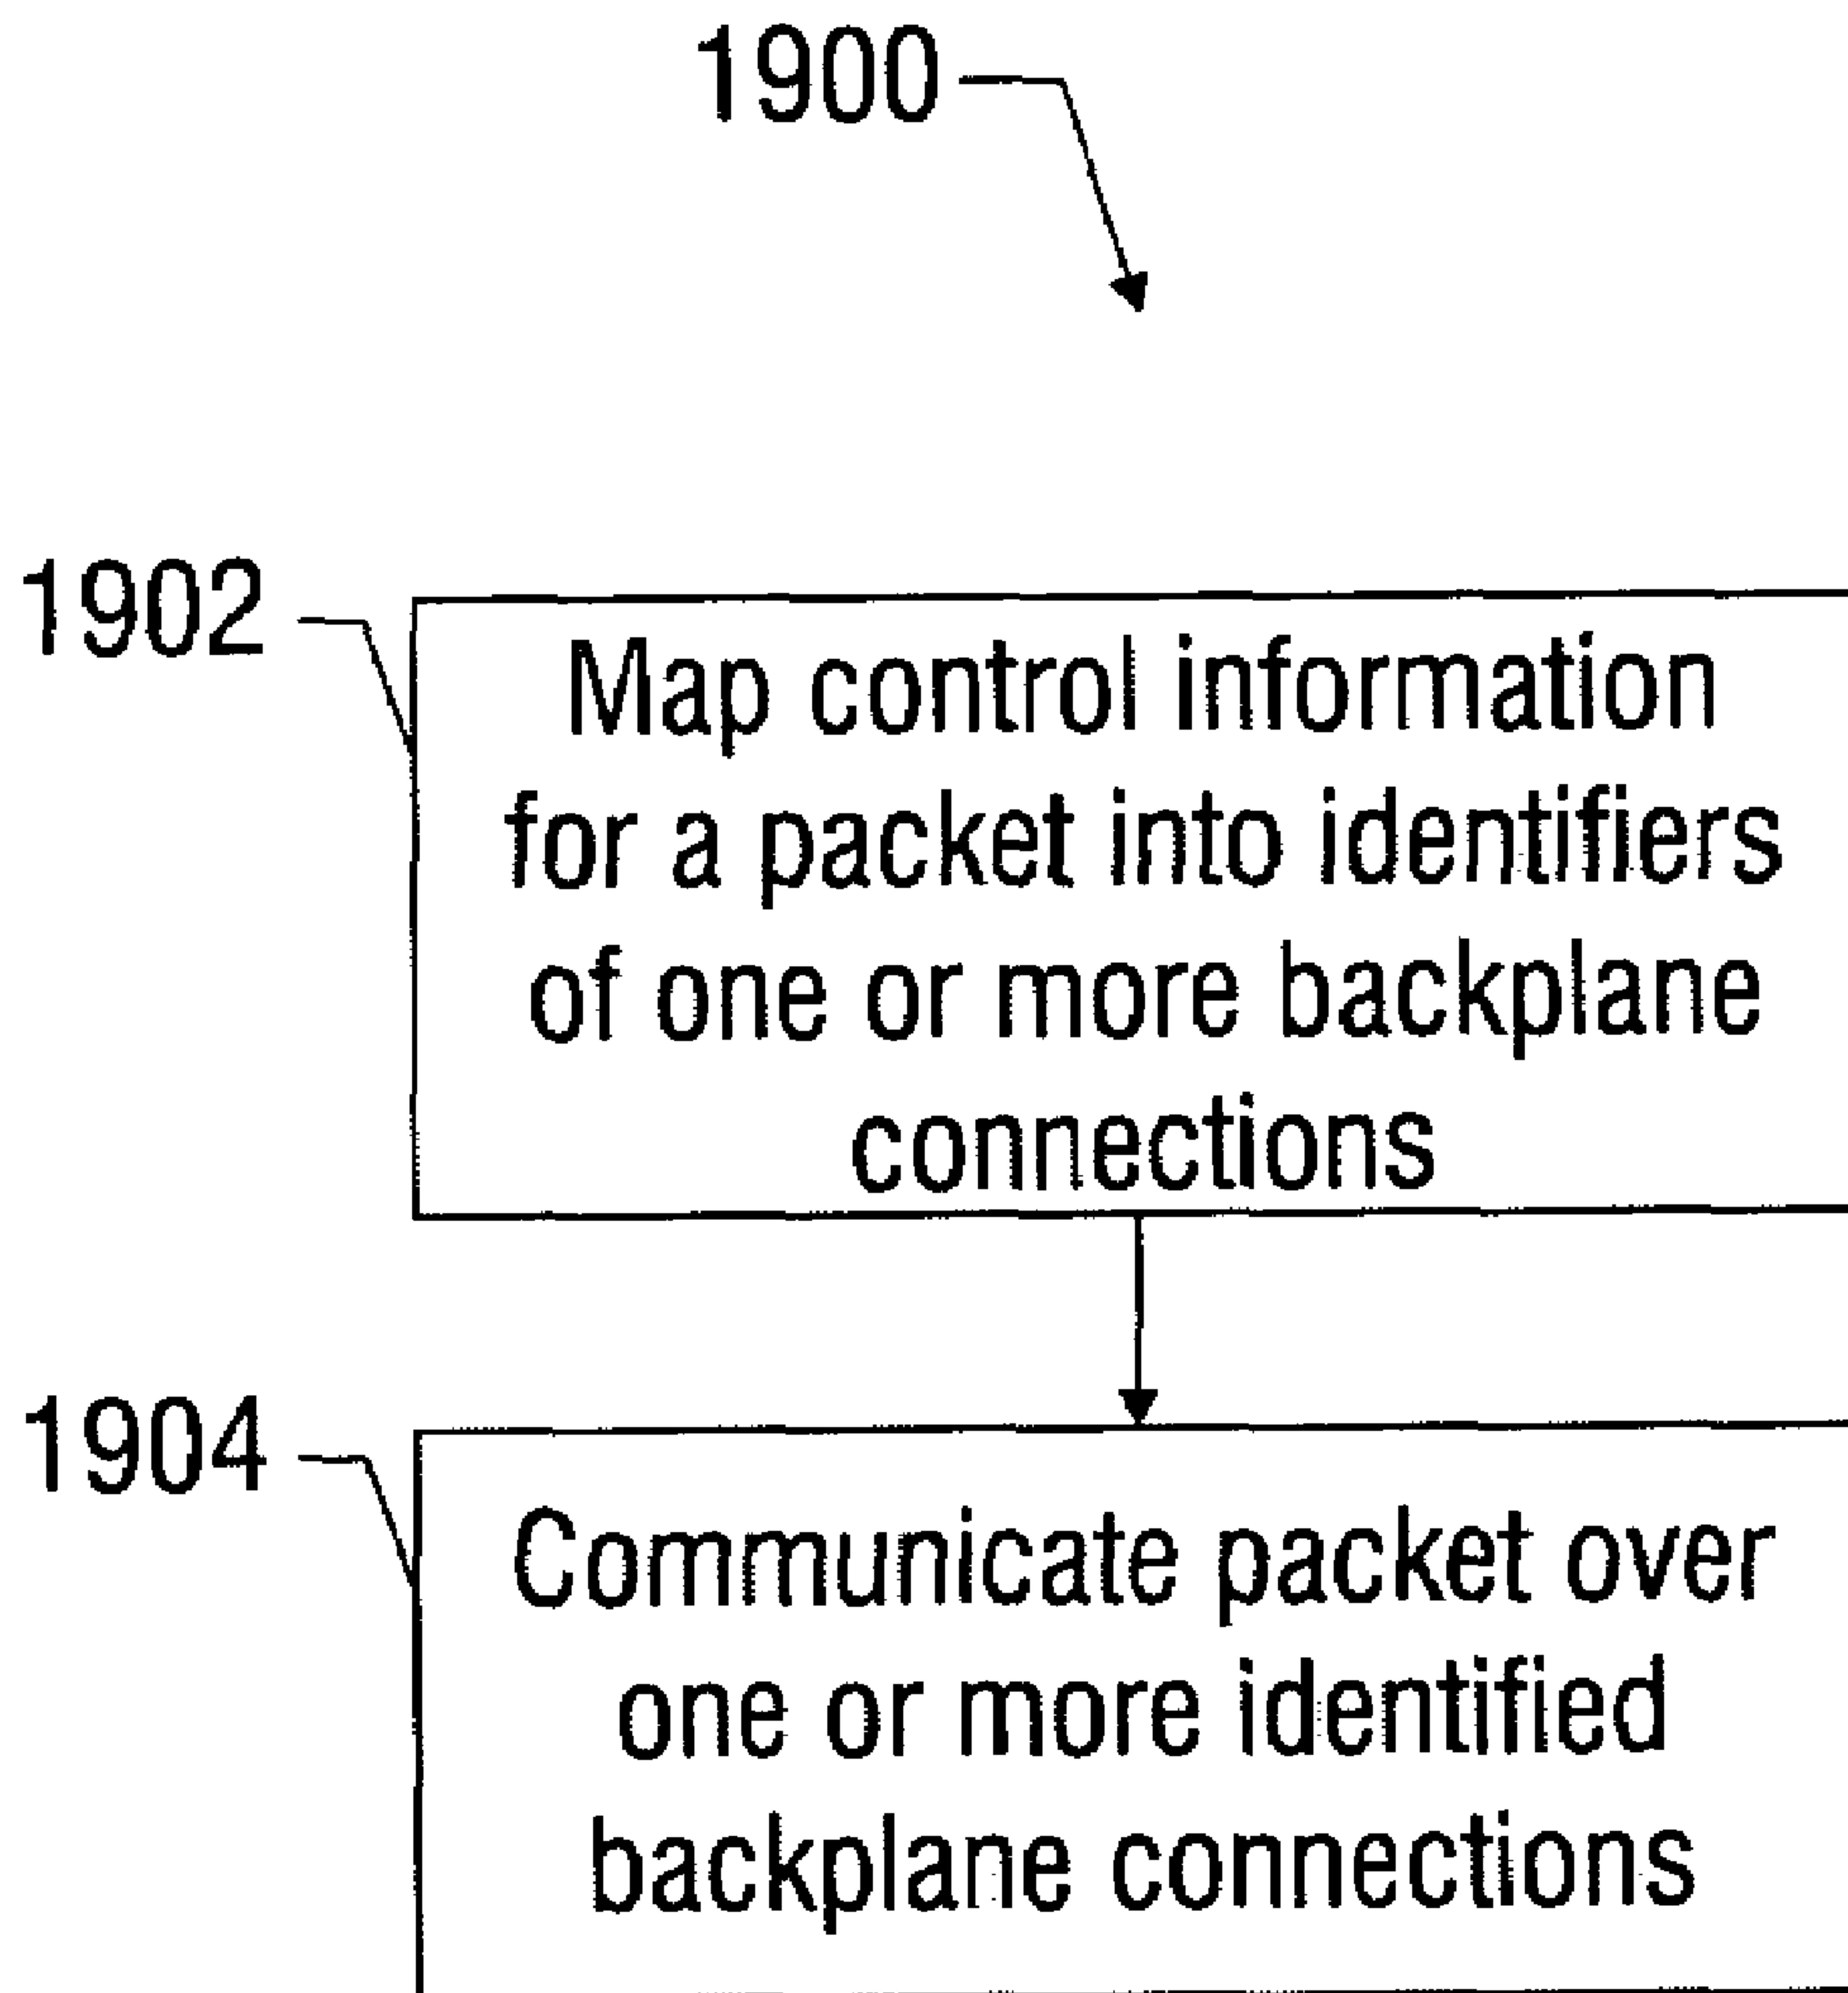 1900
1902
Map control information
for a packet into identifiers
of one or more backplane
connections
1904
Communicate packet over
one or more identified
backplane connections